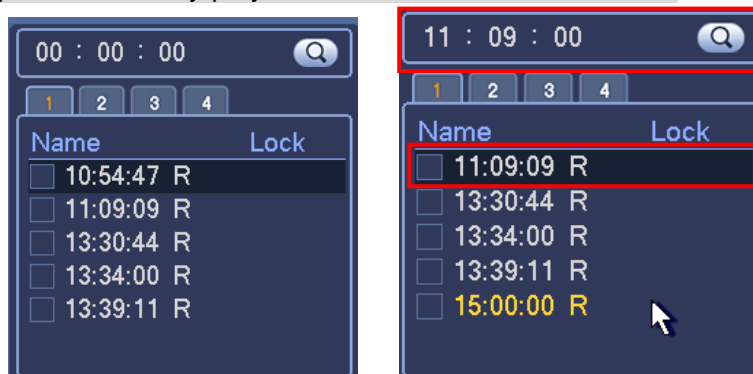 00 : 00 : 00
1 2 3 4
Name Lock
10:54:47 R
11:09:09 R
13:30:44 R
13:34:00 R
13:39:11 R
11 : 09 : 00
1 2 3 4
Name Lock
11:09:09 R
13:30:44 R
13:34:00 R
13:39:11 R
15:00:00 R